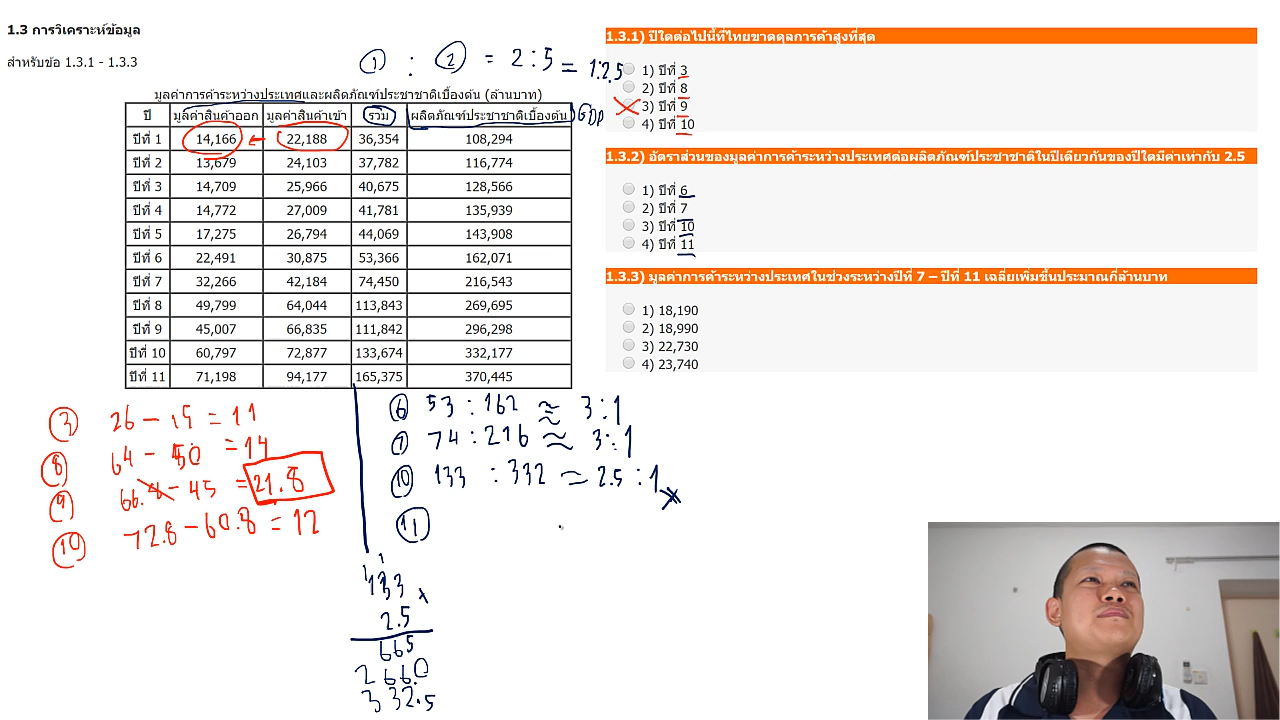 1.3 การวิเคราะห์ข้อมูล
สำหรับข้อ 1.3.1 - 1.3.3
① : ② = 2:5 = 1:2.5
มูลค่าการค้าระหว่างประเทศและผลิตภัณฑ์ประชาชาติเบื้องต้น (ล้านบาท)
ปี มูลค่าสินค้าออก มูลค่าสินค้าเข้า รวม ผลิตภัณฑ์ประชาชาติเบื้องต้น GDP
ปีที่ 1 14,166 22,188 36,354 108,294
ปีที่ 2 13,679 24,103 37,782 116,774
ปีที่ 3 14,709 25,966 40,675 128,566
ปีที่ 4 14,772 27,009 41,781 135,939
ปีที่ 5 17,275 26,794 44,069 143,908
ปีที่ 6 22,491 30,875 53,366 162,071
ปีที่ 7 32,266 42,184 74,450 216,543
ปีที่ 8 49,799 64,044 113,843 269,695
ปีที่ 9 45,007 66,835 111,842 296,298
ปีที่ 10 60,797 72,877 133,674 332,177
ปีที่ 11 71,198 94,177 165,375 370,445
③ 26 - 15 = 11
⑧ 64 - 50 = 14
⑨ 66.8 - 45 = 21.8
⑩ 72.8 - 60.8 = 12
⑥ 53 : 162 ≈ 3:1
⑦ 74 : 216 ≈ 3:1
⑩ 133 : 332 = 2.5 : 1
⑪
133 x
2.5
665
2660
332.5
1.3.1) ปีใดต่อไปนี้ที่ไทยขาดดุลการค้าสูงที่สุด
1) ปีที่ 3
2) ปีที่ 8
3) ปีที่ 9
4) ปีที่ 10
1.3.2) อัตราส่วนของมูลค่าการค้าระหว่างประเทศต่อผลิตภัณฑ์ประชาชาติในปีเดียวกันของปีใดมีค่าเท่ากับ 2.5
1) ปีที่ 6
2) ปีที่ 7
3) ปีที่ 10
4) ปีที่ 11
1.3.3) มูลค่าการค้าระหว่างประเทศในช่วงระหว่างปีที่ 7 – ปีที่ 11 เฉลี่ยเพิ่มขึ้นประมาณกี่ล้านบาท
1) 18,190
2) 18,990
3) 22,730
4) 23,740